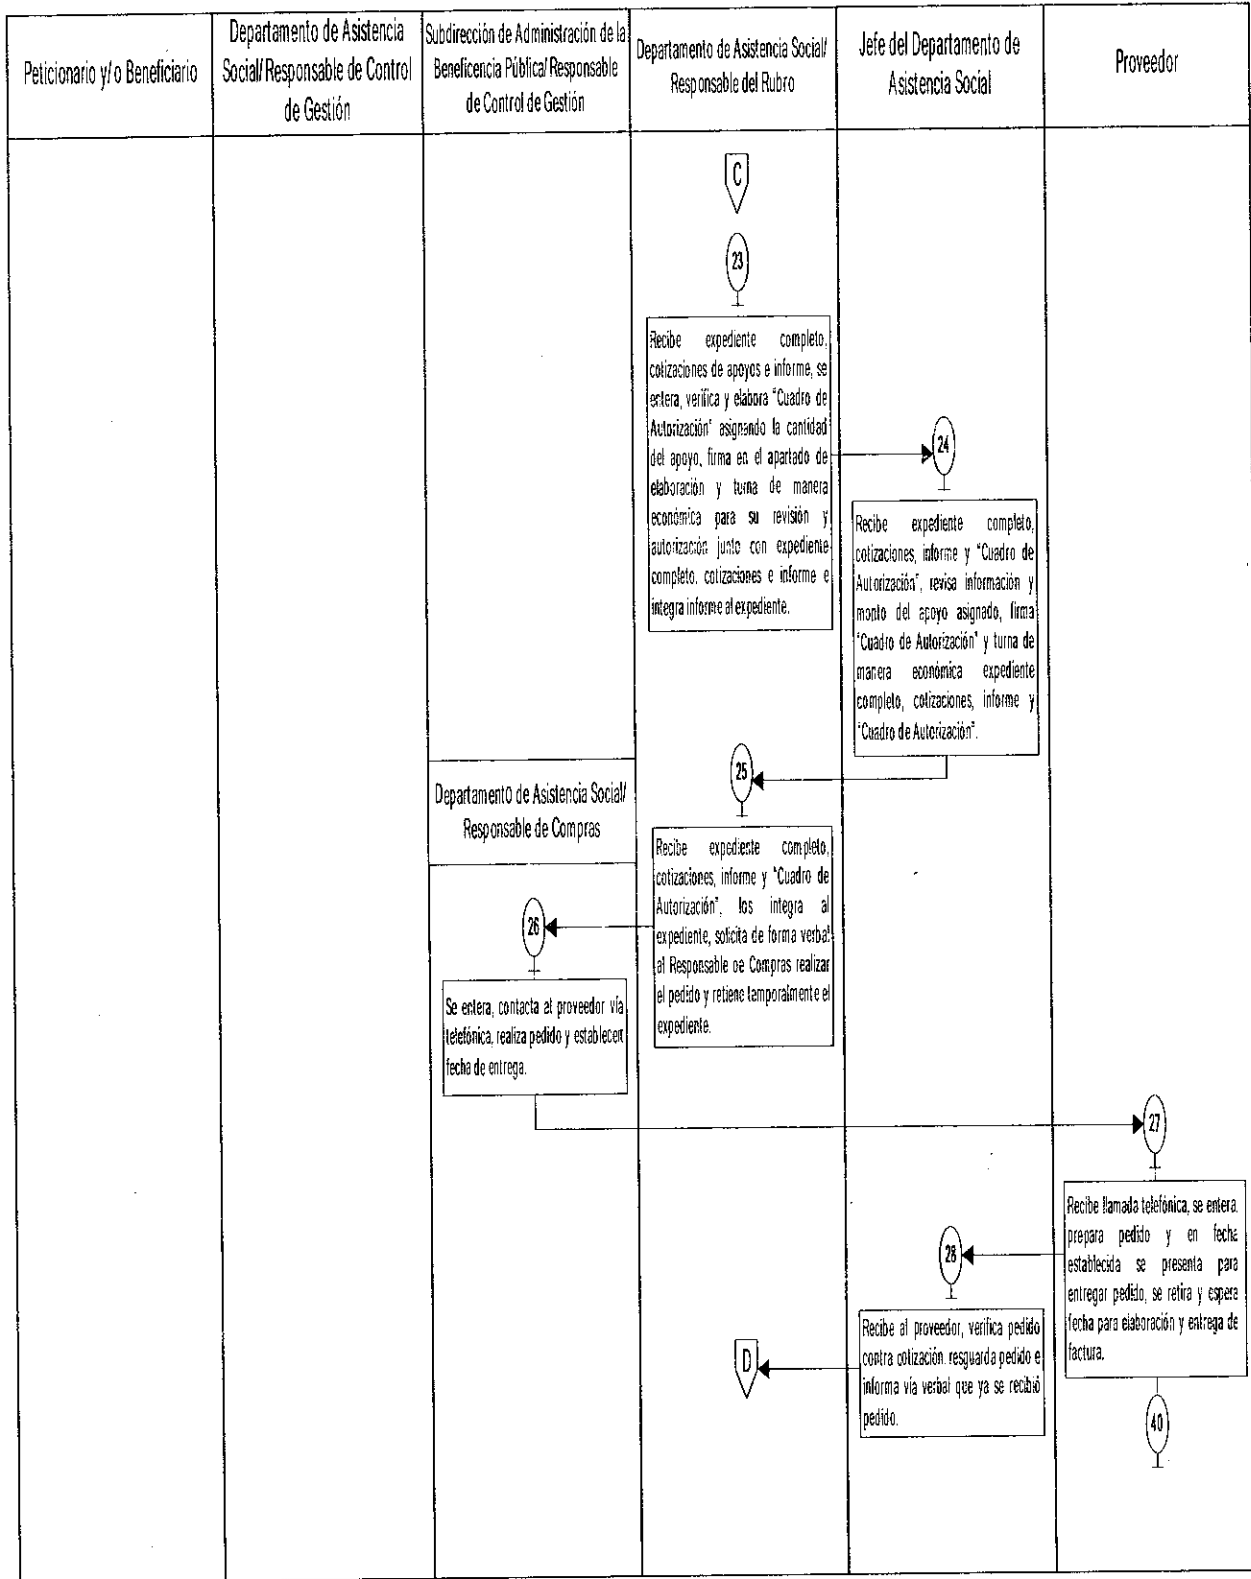 Peticionario y/o Beneficiario
Departamento de Asistencia
Social/Responsable de Control
de Gestión
Subdirección de Administración de la
Beneficencia Pública/Responsable
de Control de Gestión
Departamento de Asistencia Social/
Responsable del Rubro
Jefe del Departamento de
Asistencia Social
Proveedor
C
23
Recibe expediente completo,
cotizaciones de apoyos e informe, se
entera, verifica y elabora "Cuadro de
Autorización" asignando la cantidad
del apoyo, firma en el apartado de
elaboración y turna de manera
económica para su revisión y
autorización junto con expediente
completo, cotizaciones e informe e
integra informe al expediente.
24
Recibe expediente completo,
cotizaciones, informe y "Cuadro de
Autorización", revisa información y
monto del apoyo asignado, firma
"Cuadro de Autorización" y turna de
manera económica expediente
completo, cotizaciones, informe y
"Cuadro de Autorización".
25
Recibe expediente completo,
cotizaciones, informe y "Cuadro de
Autorización", los integra al
expediente, solicita de forma verbal
al Responsable de Compras realizar
el pedido y retiene temporalmente el
expediente.
Departamento de Asistencia Social/
Responsable de Compras
26
Se entera, contacta al proveedor vía
telefónica, realiza pedido y establecen
fecha de entrega.
27
Recibe llamada telefónica, se entera,
prepara pedido y en fecha
establecida se presenta para
entregar pedido, se retira y espera
fecha para elaboración y entrega de
factura.
28
Recibe al proveedor, verifica pedido
contra cotización, resguarda pedido e
informa vía verbal que ya se recibió
pedido.
D
40